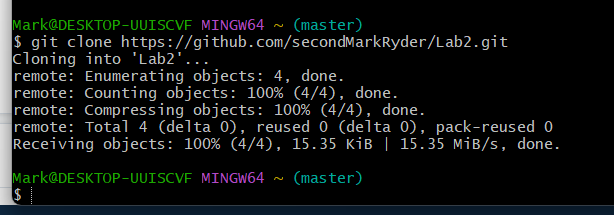 Mark@DESKTOP-UUISCVF MINGW64 ~ (master)
$ git clone https://github.com/secondMarkRyder/Lab2.git
Cloning into 'Lab2'...
remote: Enumerating objects: 4, done.
remote: Counting objects: 100% (4/4), done.
remote: Compressing objects: 100% (4/4), done.
remote: Total 4 (delta 0), reused 0 (delta 0), pack-reused 0
Receiving objects: 100% (4/4), 15.35 KiB | 15.35 MiB/s, done.
Mark@DESKTOP-UUISCVF MINGW64 ~ (master)
$